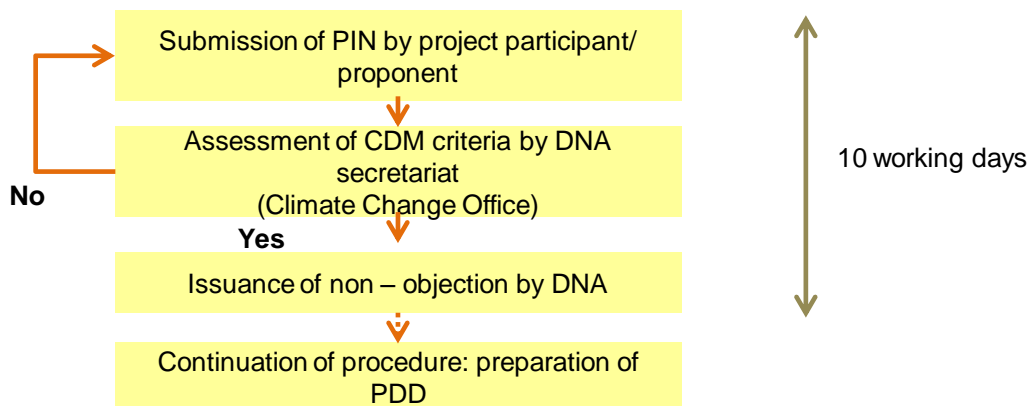 Submission of PIN by project participant/
proponent
Assessment of CDM criteria by DNA
secretariat
(Climate Change Office)
10 working days
No
Yes
Issuance of non – objection by DNA
Continuation of procedure: preparation of
PDD